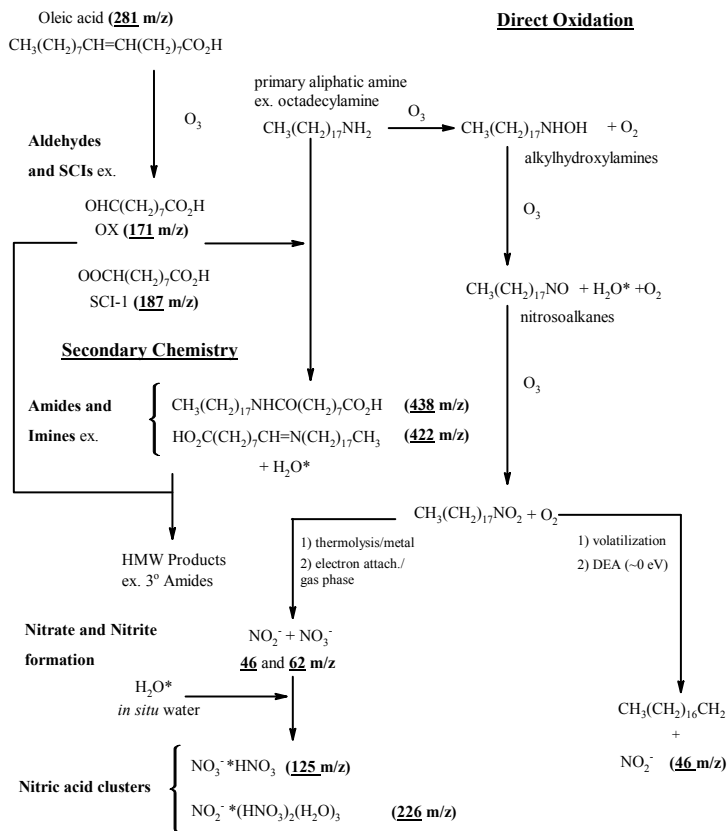 Oleic acid (281 m/z)
CH₃(CH₂)₇CH=CH(CH₂)₇CO₂H
O₃
Aldehydes
and SCIs ex.
OHC(CH₂)₇CO₂H
OX (171 m/z)
OOCH(CH₂)₇CO₂H
SCI-1 (187 m/z)
Direct Oxidation
primary aliphatic amine
ex. octadecylamine
CH₃(CH₂)₁₇NH₂
O₃
CH₃(CH₂)₁₇NHOH + O₂
alkylhydroxylamines
O₃
CH₃(CH₂)₁₇NO + H₂O* +O₂
nitrosoalkanes
O₃
Secondary Chemistry
Amides and
Imines ex.
CH₃(CH₂)₁₇NHCO(CH₂)₇CO₂H (438 m/z)
HO₂C(CH₂)₇CH=N(CH₂)₁₇CH₃ (422 m/z)
+ H₂O*
HMW Products
ex. 3º Amides
CH₃(CH₂)₁₇NO₂ + O₂
1) thermolysis/metal
2) electron attach./
gas phase
1) volatilization
2) DEA (~0 eV)
Nitrate and Nitrite
formation
NO₂⁻ + NO₃⁻
46 and 62 m/z
H₂O*
in situ water
CH₃(CH₂)₁₆CH₂
+
NO₂⁻ (46 m/z)
Nitric acid clusters
NO₃⁻*HNO₃ (125 m/z)
NO₂⁻*(HNO₃)₂(H₂O)₃ (226 m/z)